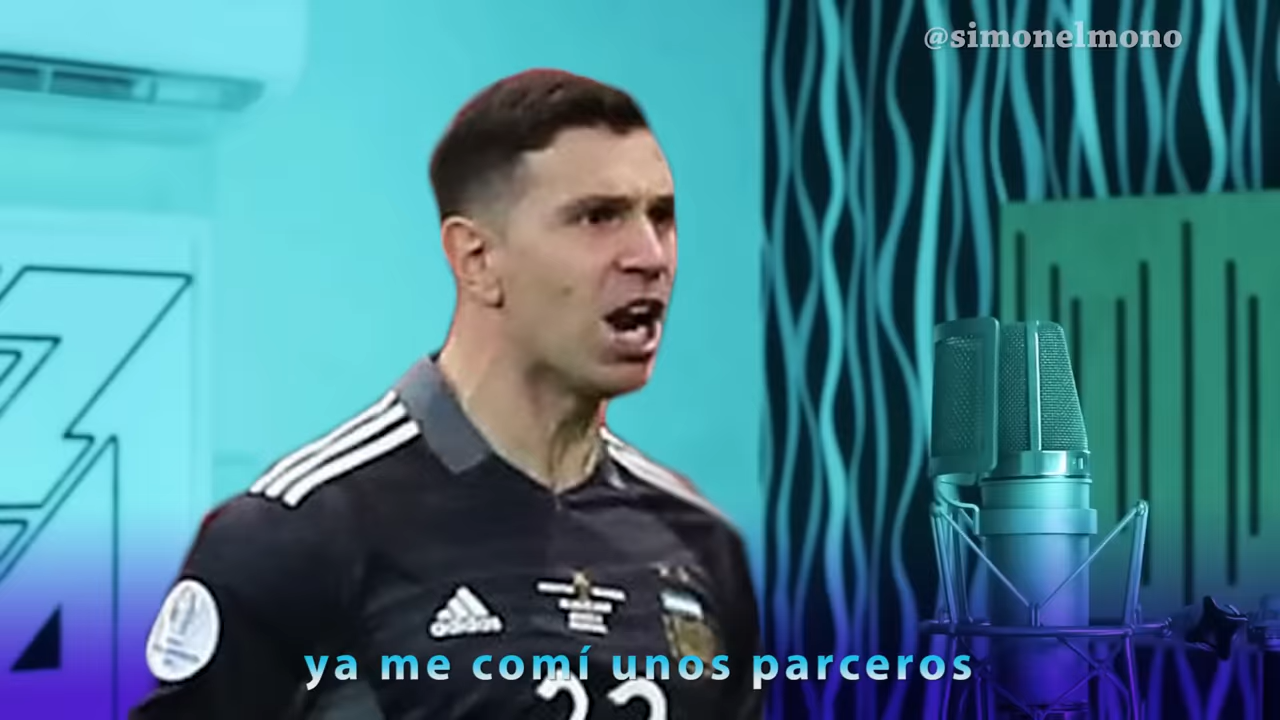 @simonelmono
adidas
ya me comí unos parceros